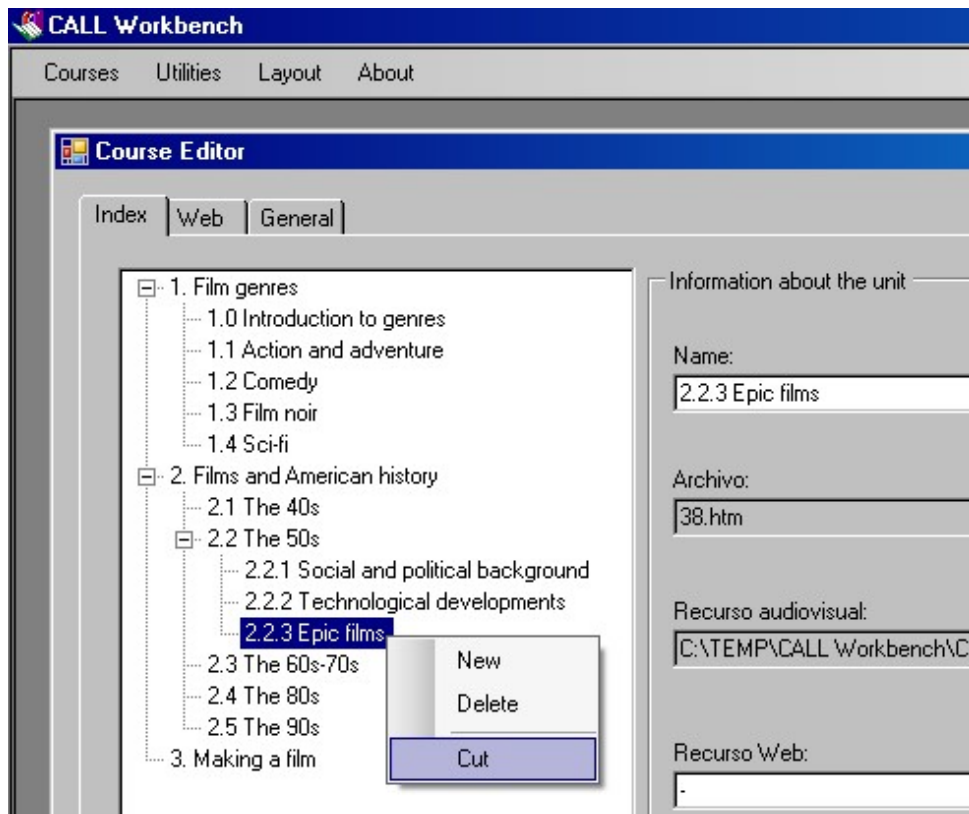 CALL Workbench
Courses Utilities Layout About
Course Editor
Index Web General
1. Film genres
1.0 Introduction to genres
1.1 Action and adventure
1.2 Comedy
1.3 Film noir
1.4 Sci-fi
2. Films and American history
2.1 The 40s
2.2 The 50s
2.2.1 Social and political background
2.2.2 Technological developments
2.2.3 Epic films
2.3 The 60s-70s
2.4 The 80s
2.5 The 90s
3. Making a film
New
Delete
Cut
Information about the unit
Name:
2.2.3 Epic films
Archivo:
38.htm
Recurso audiovisual:
C:\TEMP\CALL Workbench\C
Recurso Web:
-